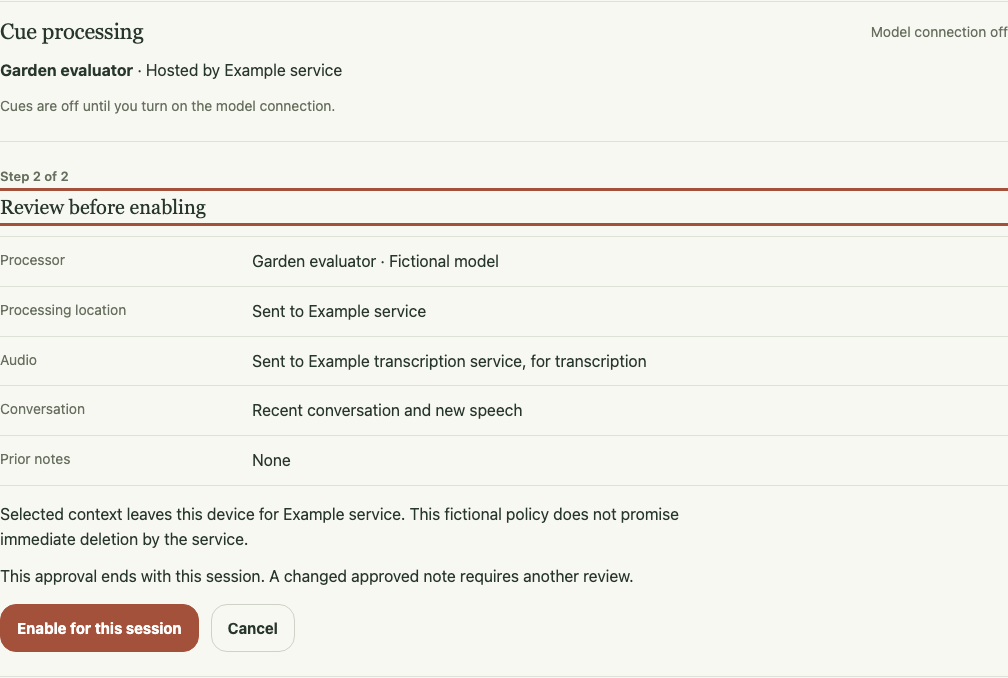 Cue processing
Model connection off
Garden evaluator · Hosted by Example service
Cues are off until you turn on the model connection.
Step 2 of 2
Review before enabling
Processor
Garden evaluator · Fictional model
Processing location
Sent to Example service
Audio
Sent to Example transcription service, for transcription
Conversation
Recent conversation and new speech
Prior notes
None
Selected context leaves this device for Example service. This fictional policy does not promise
immediate deletion by the service.
This approval ends with this session. A changed approved note requires another review.
Enable for this session
Cancel